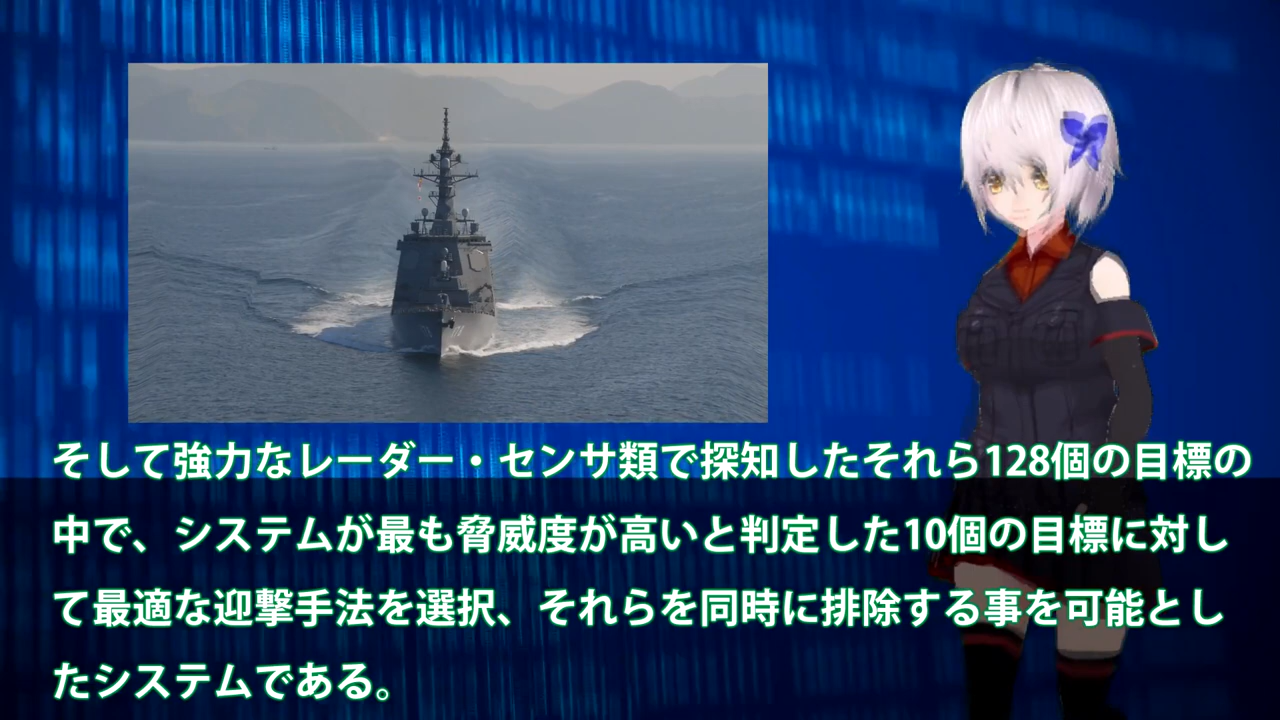 そして強力なレーダー・センサ類で探知したそれら128個の目標の
中で、システムが最も脅威度が高いと判定した10個の目標に対し
て最適な迎撃手法を選択、それらを同時に排除する事を可能とし
たシステムである。